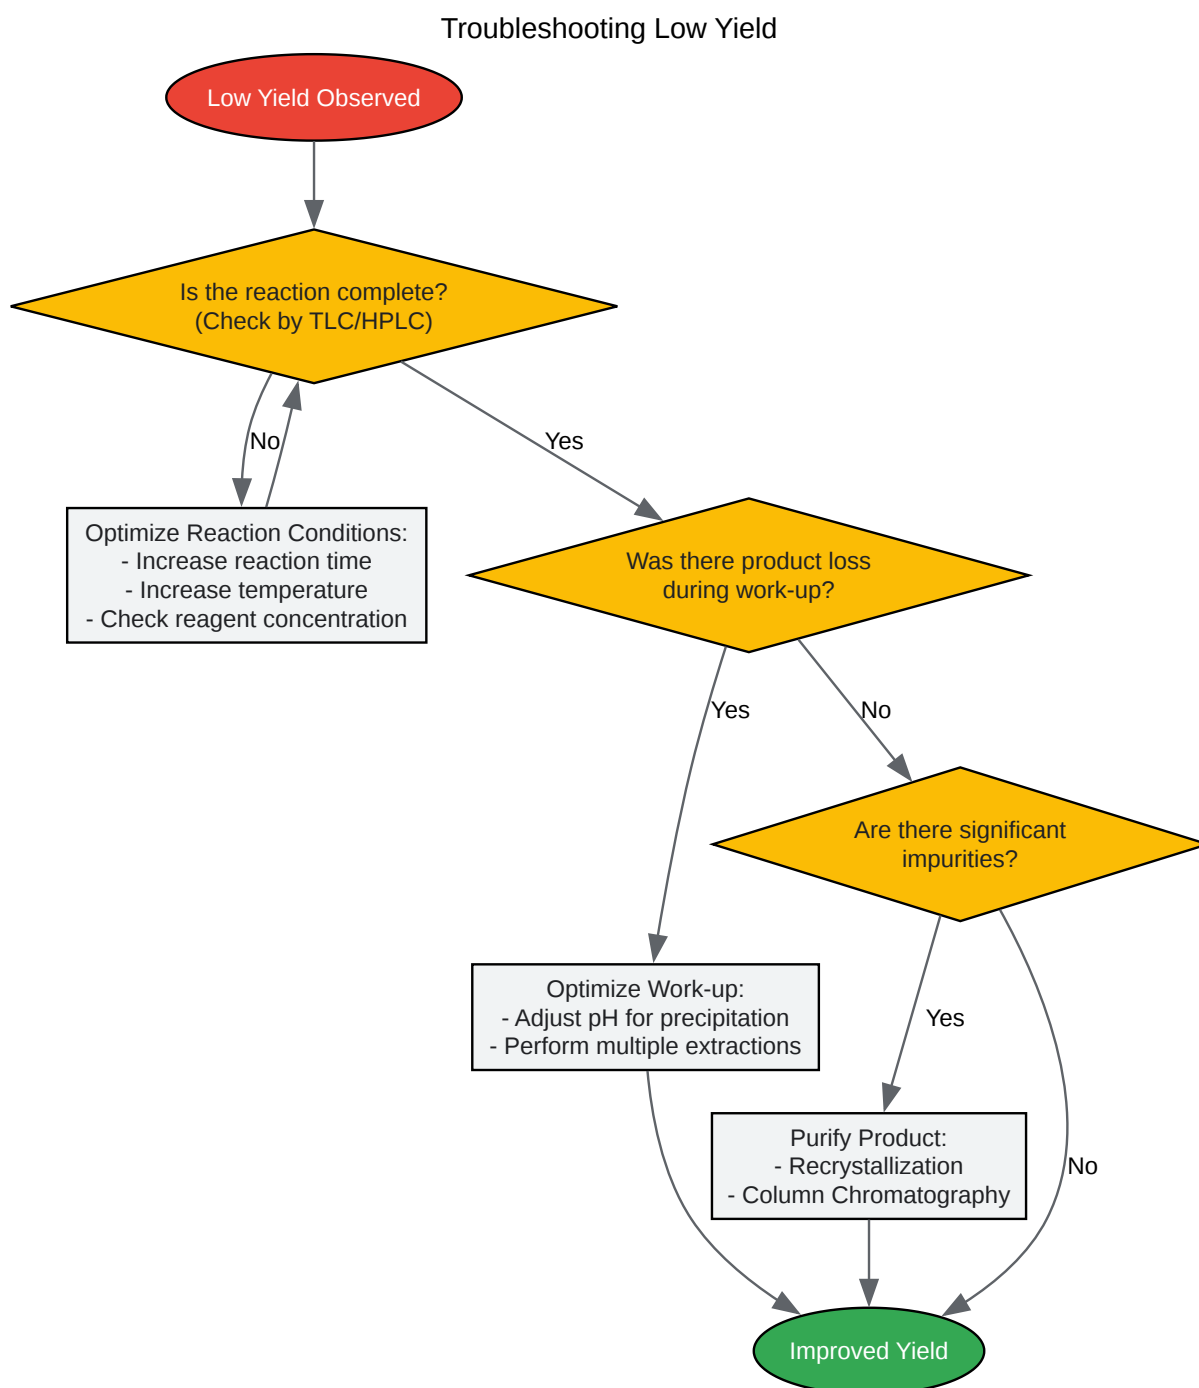 Troubleshooting Low Yield
Low Yield Observed
Is the reaction complete?
(Check by TLC/HPLC)
No
Yes
Optimize Reaction Conditions:
- Increase reaction time
- Increase temperature
- Check reagent concentration
Was there product loss
during work-up?
Yes
No
Are there significant
impurities?
Optimize Work-up:
- Adjust pH for precipitation
- Perform multiple extractions
Yes
No
Purify Product:
- Recrystallization
- Column Chromatography
Improved Yield